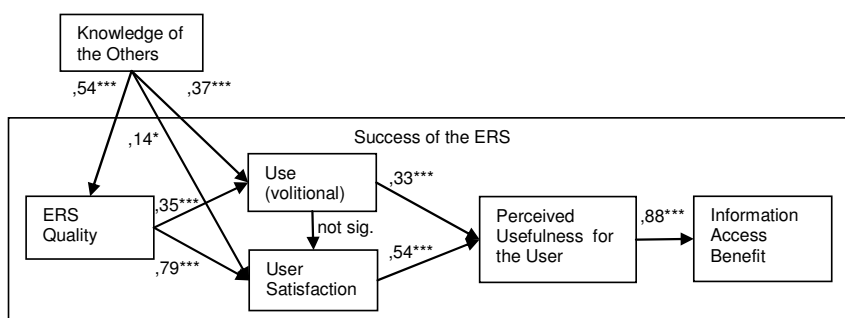 Knowledge of
the Others
,54***
,37***
,14*
Success of the ERS
Use
(volitional)
,33***
ERS
Quality
,35***
not sig.
,79***
User
Satisfaction
,54***
Perceived
Usefulness for
the User
,88***
Information
Access
Benefit